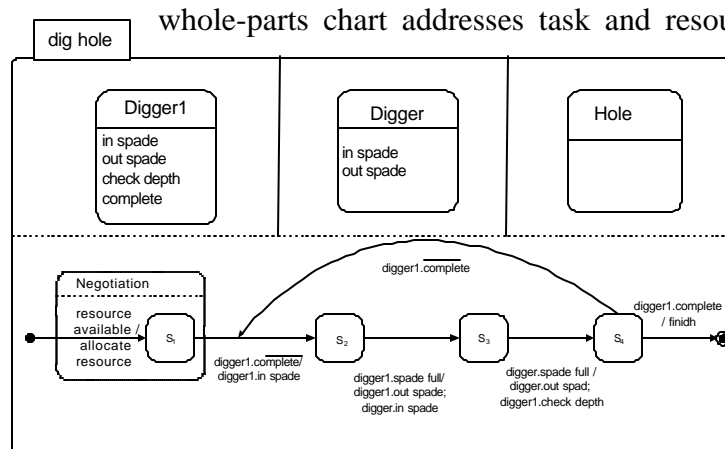 whole-parts chart addresses task and
dig hole
Digger1
in spade
out spade
check depth
complete
Digger
in spade
out spade
Hole
digger1.complete
Negotiation
resource
available /
allocate
resource
S1
digger1.complete/
digger1.in spade
S2
digger1.spade full/
digger1.out spade;
digger.in spade
S3
digger.spade full /
digger.out spad;
digger1.check depth
S4
digger1.complete
/ finidh